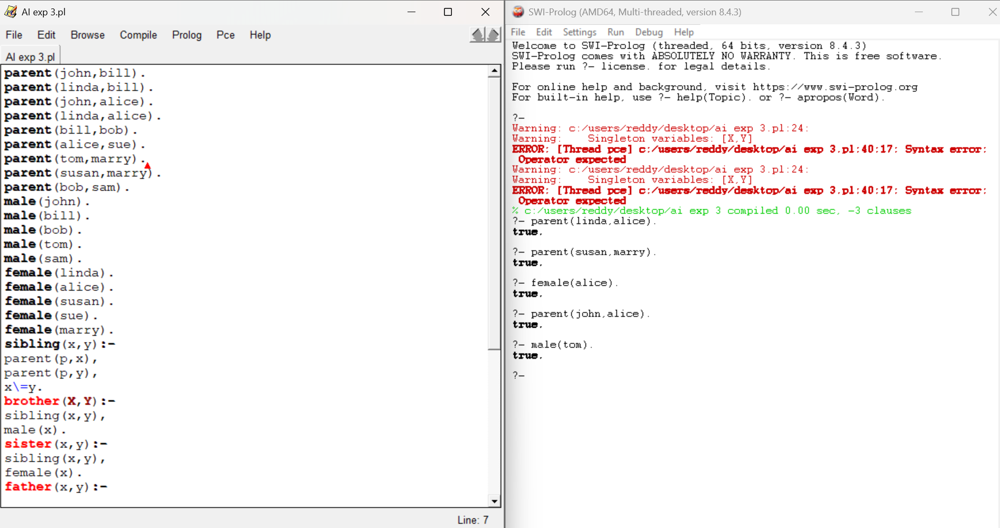 AI exp 3.pl
File Edit Browse Compile Prolog Pce Help
AI exp 3.pl
parent(john,bill).
parent(linda,bill).
parent(john,alice).
parent(linda,alice).
parent(bill,bob).
parent(alice,sue).
parent(tom,marry).
parent(susan,marry).
parent(bob,sam).
male(john).
male(bill).
male(bob).
male(tom).
male(sam).
female(linda).
female(alice).
female(susan).
female(sue).
female(marry).
sibling(x,y):-
parent(p,x),
parent(p,y),
x\=y.
brother(X,Y):-
sibling(x,y),
male(x).
sister(x,y):-
sibling(x,y),
female(x).
father(x,y):-
Line: 7
SWI-Prolog (AMD64, Multi-threaded, version 8.4.3)
File Edit Settings Run Debug Help
Welcome to SWI-Prolog (threaded, 64 bits, version 8.4.3)
SWI-Prolog comes with ABSOLUTELY NO WARRANTY. This is free software.
Please run ?- license. for legal details.
For online help and background, visit https://www.swi-prolog.org
For built-in help, use ?- help(Topic). or ?- apropos(Word).
?-
Warning: c:/users/reddy/desktop/ai exp 3.pl:24:
Warning:    Singleton variables: [X,Y]
ERROR: [Thread pce] c:/users/reddy/desktop/ai exp 3.pl:40:17: Syntax error:
Operator expected
Warning: c:/users/reddy/desktop/ai exp 3.pl:24:
Warning:    Singleton variables: [X,Y]
ERROR: [Thread pce] c:/users/reddy/desktop/ai exp 3.pl:40:17: Syntax error:
Operator expected
% c:/users/reddy/desktop/ai exp 3 compiled 0.00 sec, -3 clauses
?- parent(linda,alice).
true.
?- parent(susan,marry).
true.
?- female(alice).
true.
?- parent(john,alice).
true.
?- male(tom).
true.
?-